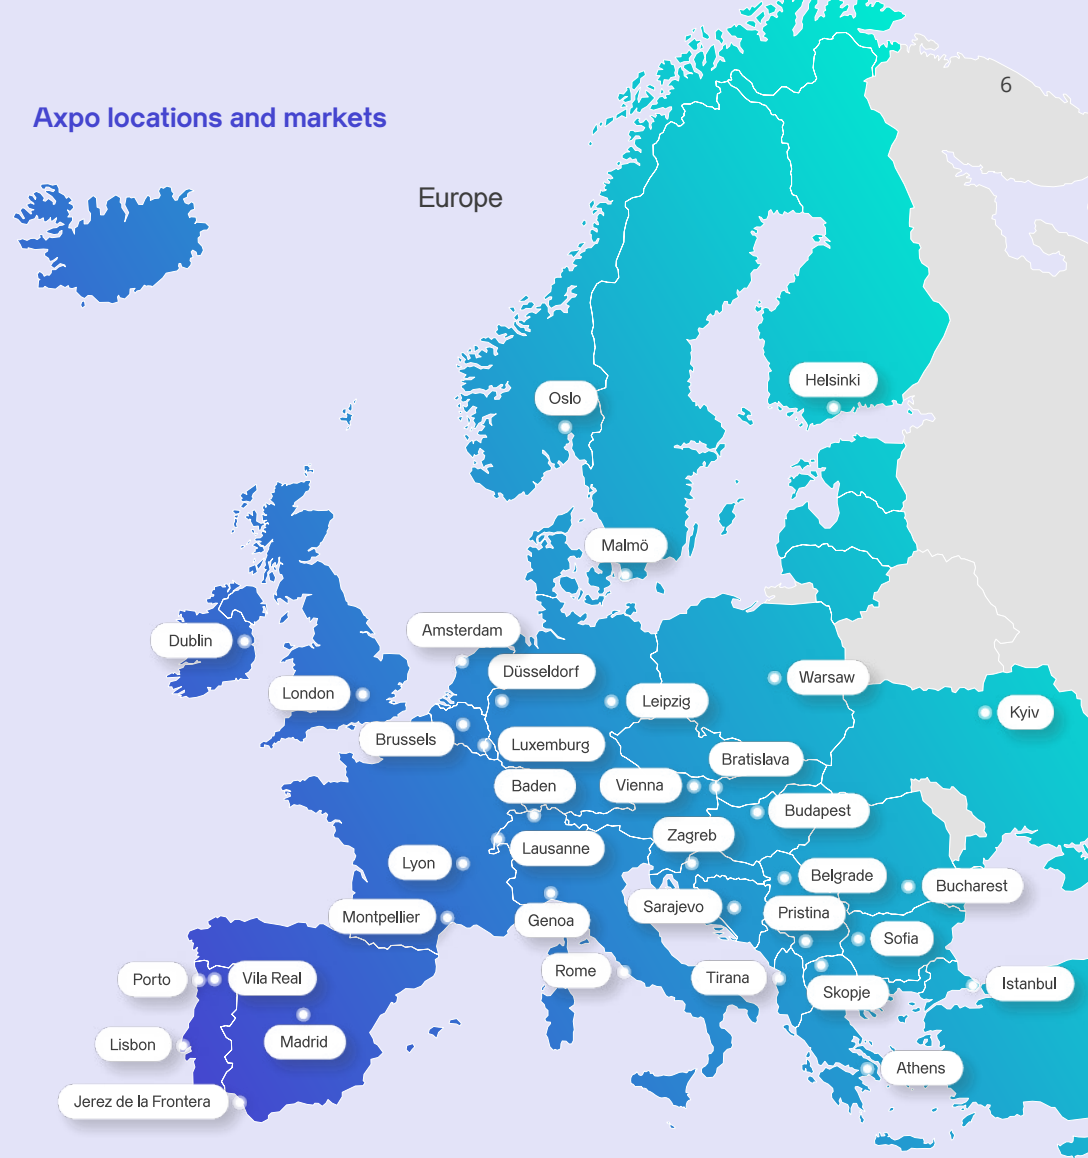 6
Axpo locations and markets
Europe
Helsinki
Oslo
Malmö
Amsterdam
Dublin
Düsseldorf
Warsaw
London
Leipzig
Kyiv
Brussels
Luxemburg
Bratislava
Baden
Vienna
Budapest
Zagreb
Lausanne
Lyon
Belgrade
Bucharest
Sarajevo
Pristina
Montpellier
Genoa
Sofia
Rome
Tirana
Porto
Vila Real
Istanbul
Skopje
Madrid
Lisbon
Athens
Jerez de la Frontera